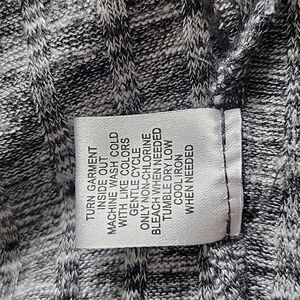 TURN GARMENT
INSIDE OUT
MACHINE WASH COLD
WITH LIKE COLORS
GENTLE CYCLE
ONLY NON-CHLORINE
BLEACH WHEN NEEDED
TUMBLE DRY LOW
COOL IRON
WHEN NEEDED